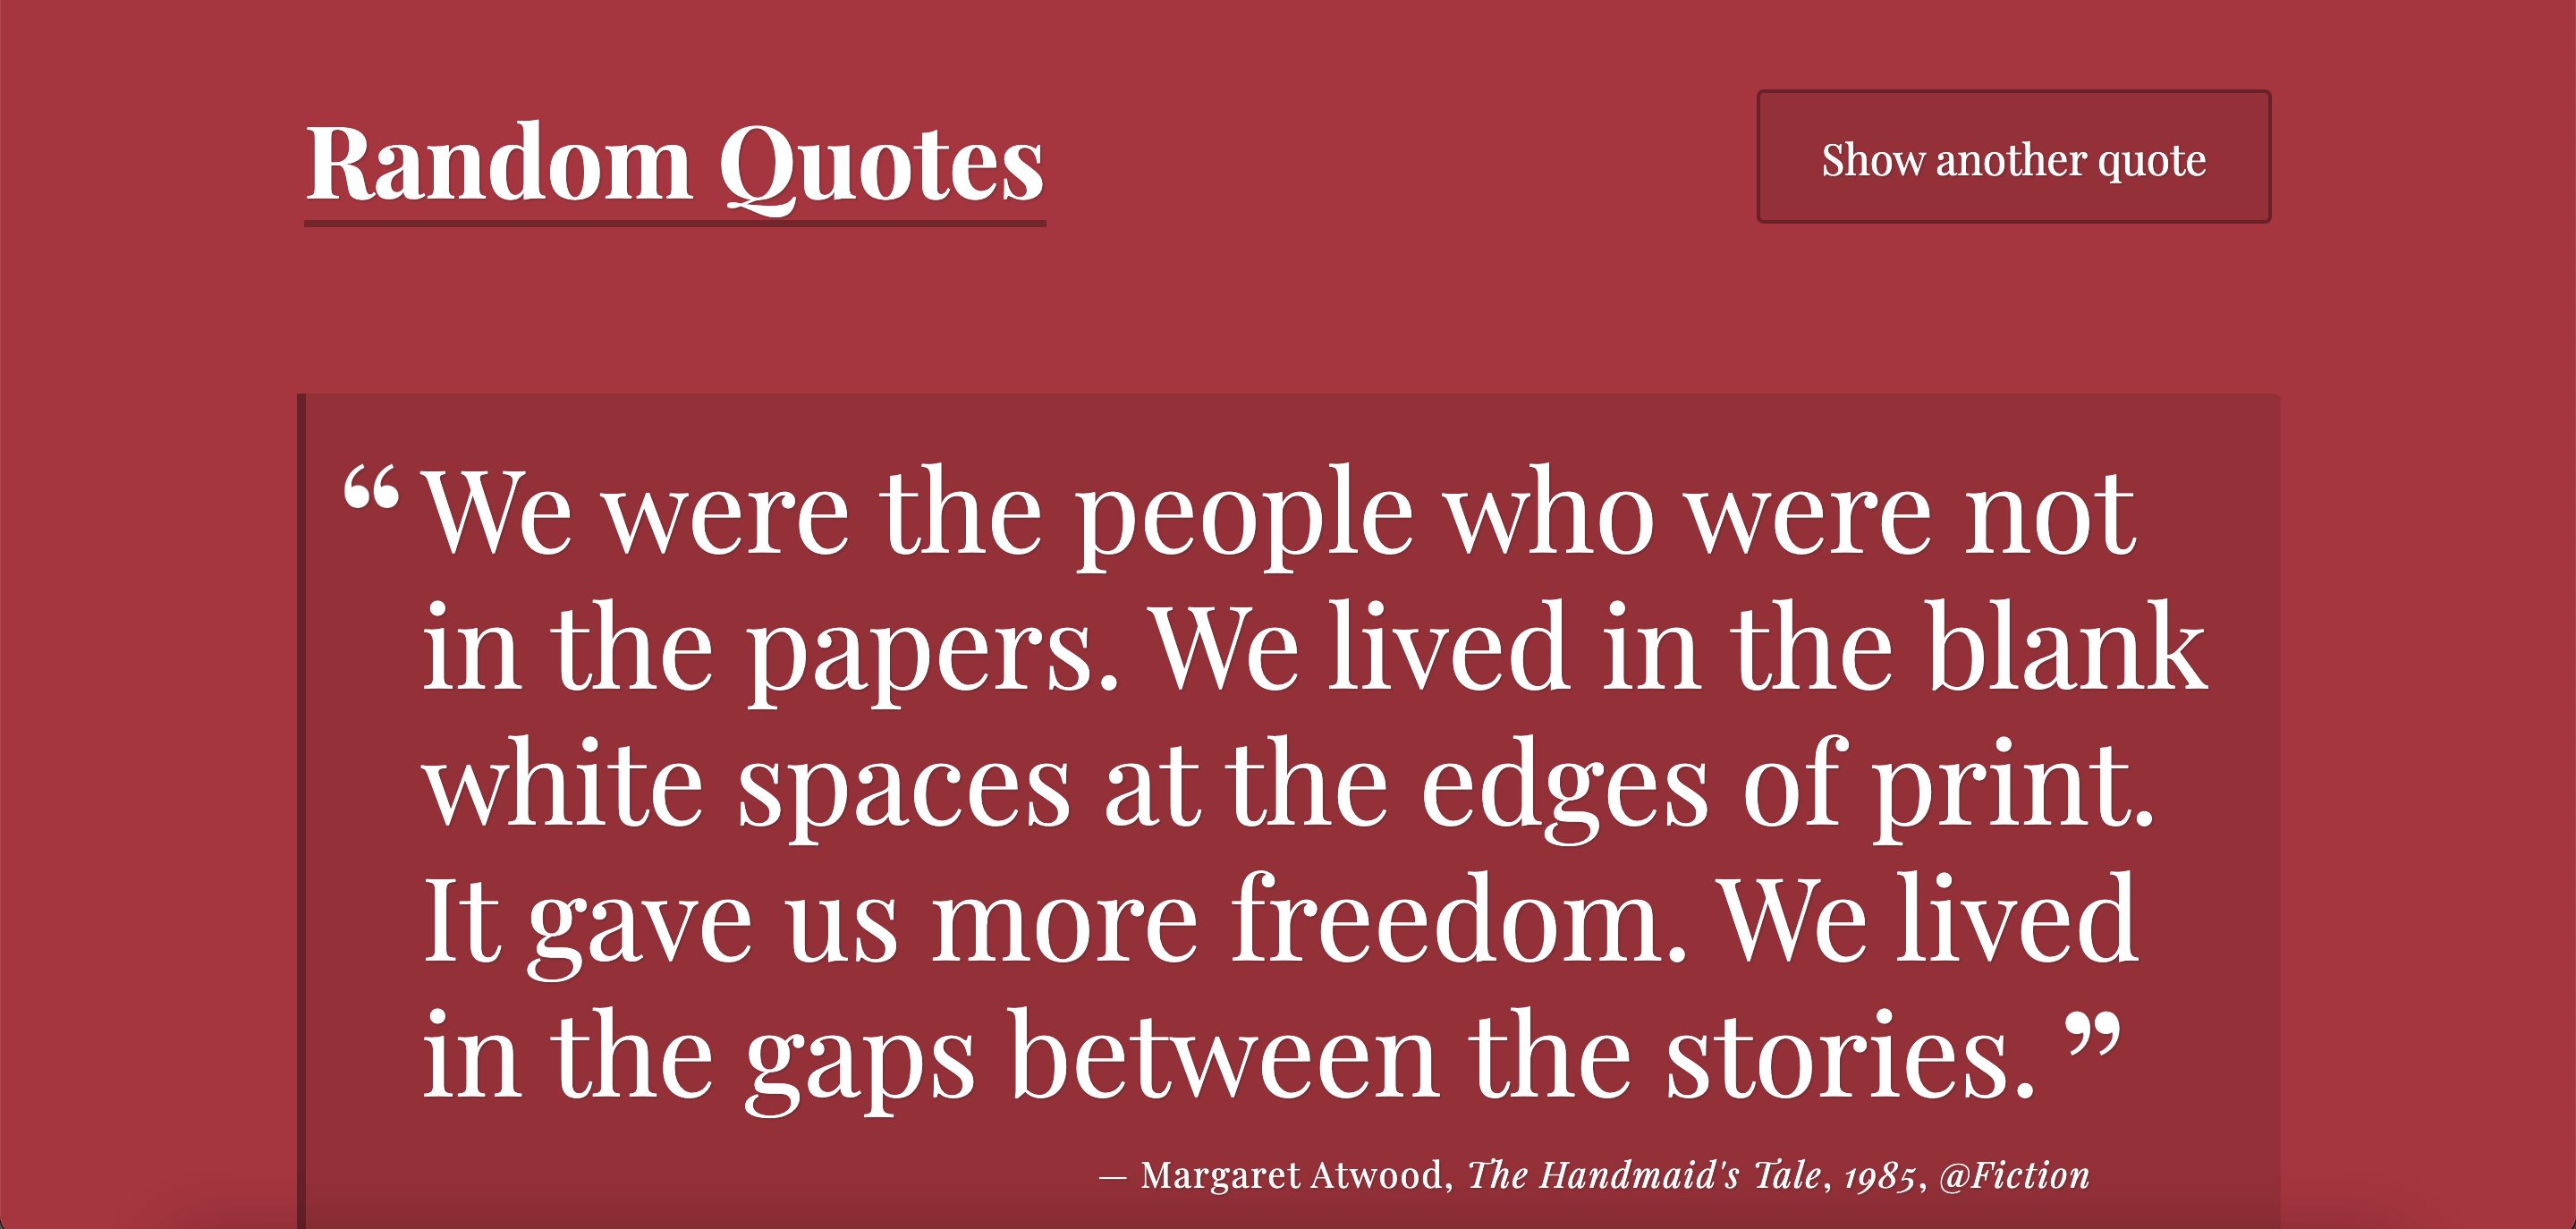 Random Quotes
Show another quote
“We were the people who were not
in the papers. We lived in the blank
white spaces at the edges of print.
It gave us more freedom. We lived
in the gaps between the stories.”
— Margaret Atwood, The Handmaid's Tale, 1985, @Fiction